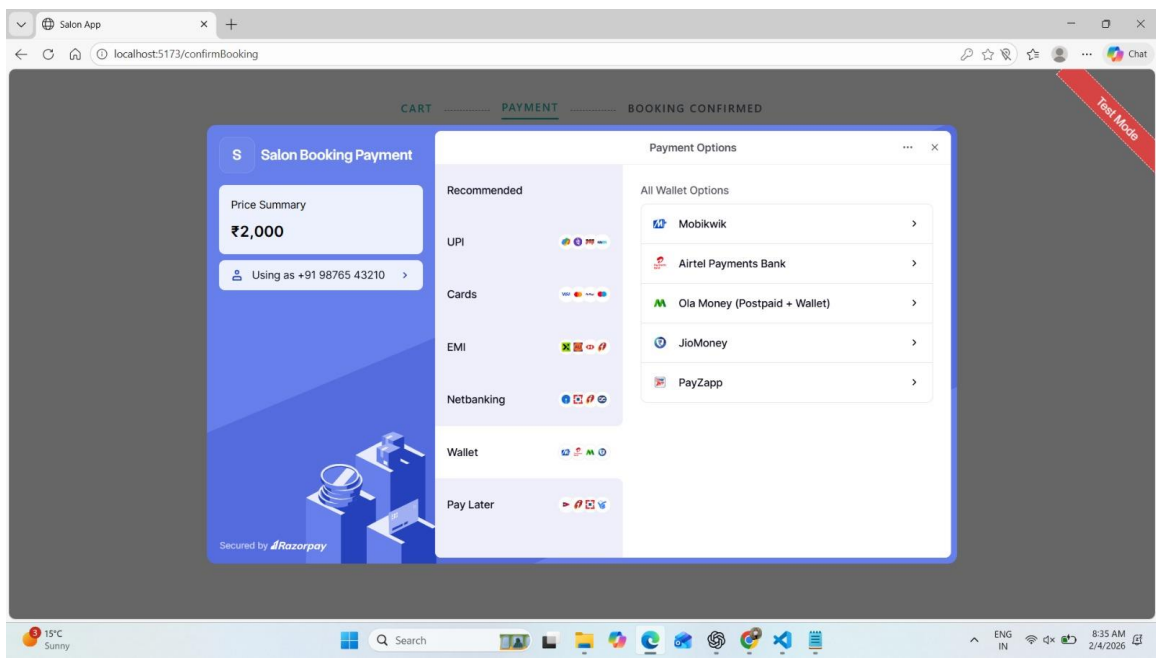 Salon App
localhost:5173/confirmBooking
Chat
CART PAYMENT BOOKING CONFIRMED
Test Mode
S Salon Booking Payment
Price Summary
₹2,000
Using as +91 98765 43210
Secured by Razorpay
Payment Options
Recommended
UPI
Cards
EMI
Netbanking
Wallet
Pay Later
All Wallet Options
Mobikwik
Airtel Payments Bank
Ola Money (Postpaid + Wallet)
JioMoney
PayZapp
3
15°C
Sunny
Search
ENG
IN
8:35 AM
2/4/2026